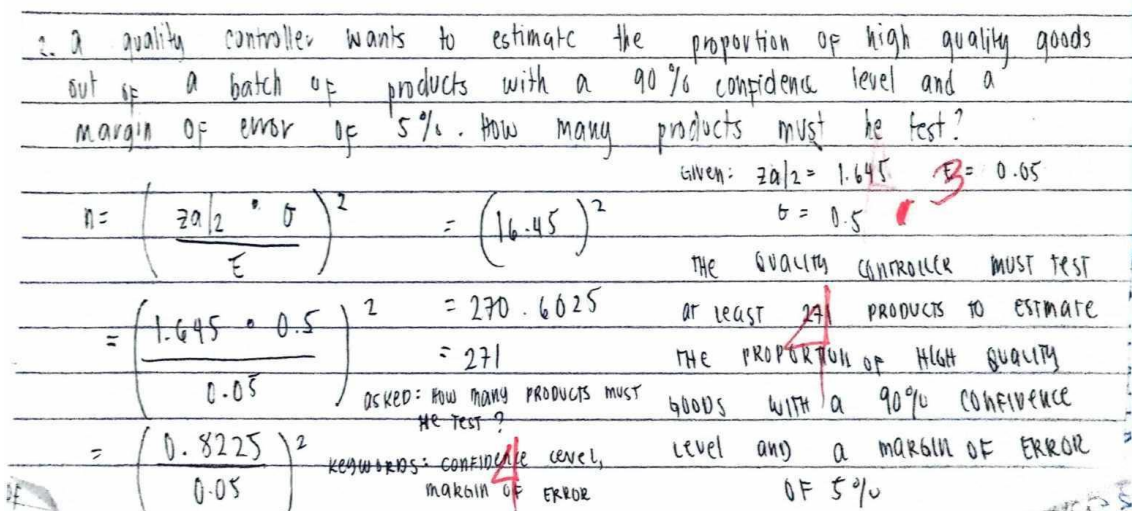 2. a quality controller wants to estimate the proportion of high quality goods
out of a batch of products with a 90% confidence level and a
margin of error of 5%. How many products must he test?
Given: za/2 = 1.645 E = 0.05
σ = 0.5
n = (za/2 • σ / E)²
= (1.645 • 0.5 / 0.05)²
= (0.8225 / 0.05)²
= (16.45)²
= 270.6025
= 271
ASKED: HOW MANY PRODUCTS MUST
HE TEST?
KEYWORDS: CONFIDENCE LEVEL,
MARGIN OF ERROR
THE QUALITY CONTROLLER MUST TEST
AT LEAST 271 PRODUCTS TO ESTIMATE
THE PROPORTION OF HIGH QUALITY
GOODS WITH A 90% CONFIDENCE
LEVEL AND A MARGIN OF ERROR
OF 5%
3
4
4